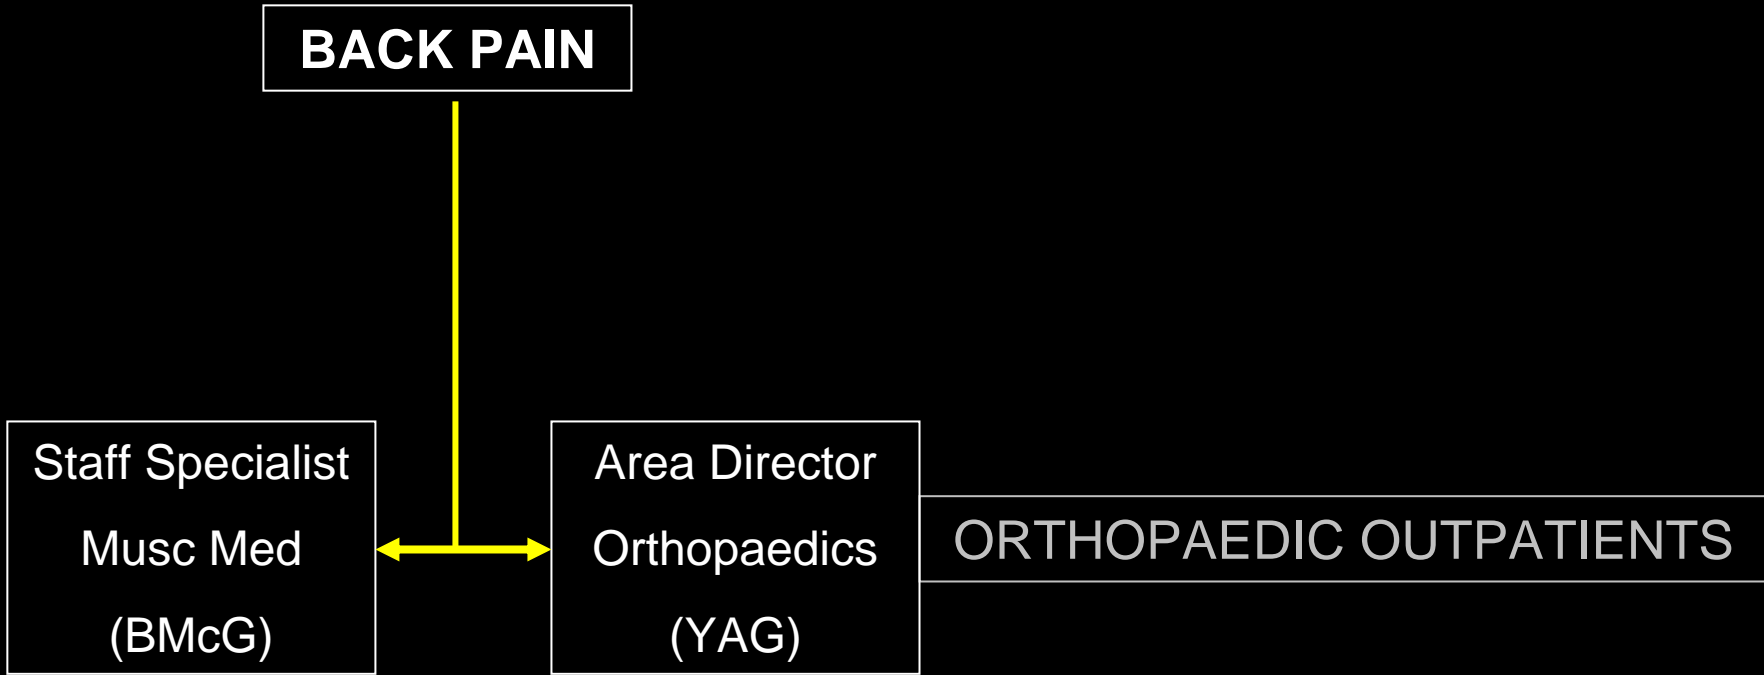 BACK PAIN
Staff Specialist
Musc Med
(BMcG)
Area Director
Orthopaedics
(YAG)
ORTHOPAEDIC OUTPATIENTS